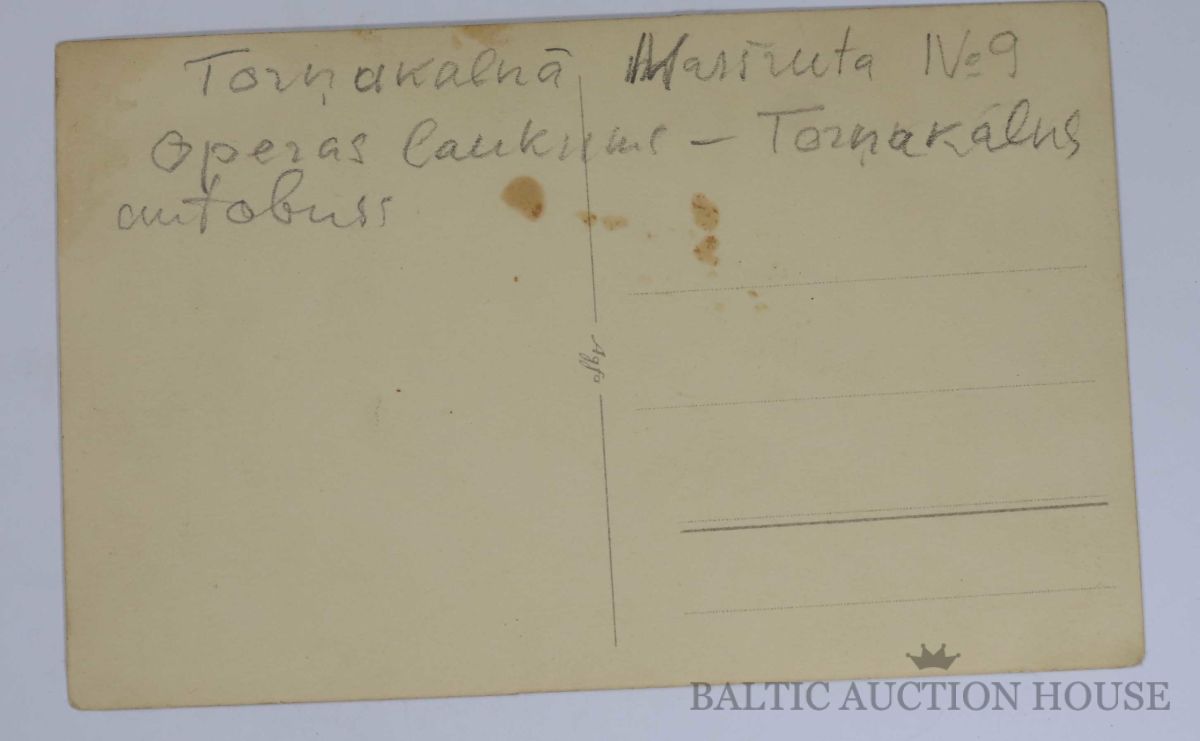 Torņakalnā Maršruta №9
Operas laukums – Torņakalns
autobuss
Agfa
BALTIC AUCTION HOUSE